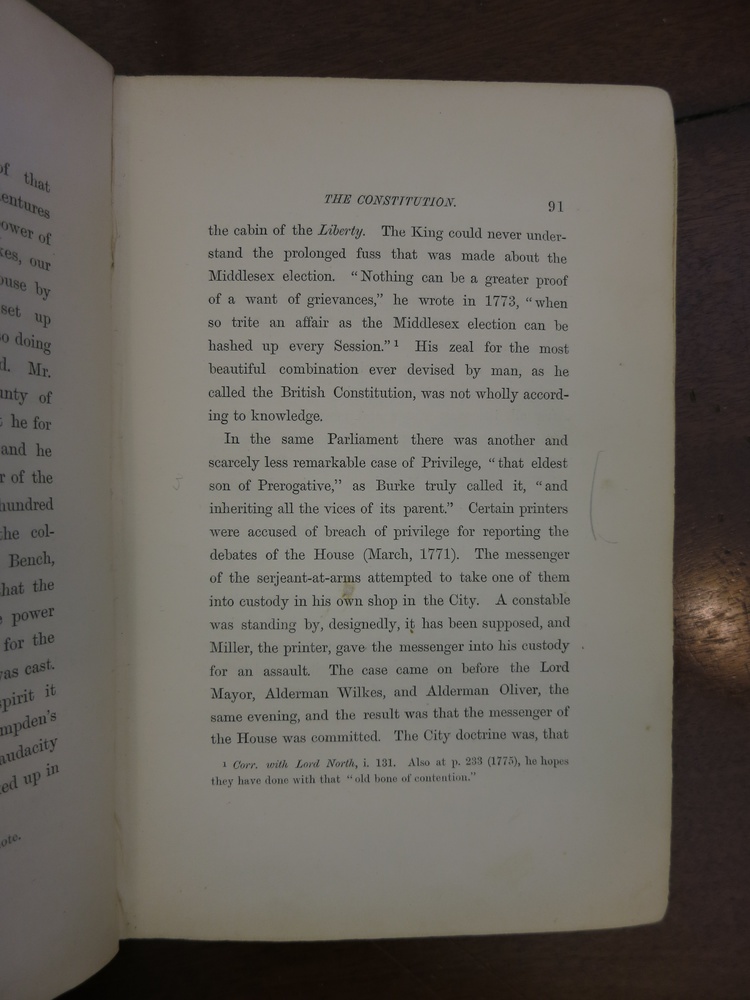 of that
entures
ower of
kes, our
ouse by
set up
so doing
d. Mr.
unty of
he for
and he
r of the
hundred
the col-
Bench,
hat the
power
for the
was cast.
spirit it
mpden's
audacity
ed up in
ote.
THE CONSTITUTION. 91
the cabin of the Liberty. The King could never under-
stand the prolonged fuss that was made about the
Middlesex election. “Nothing can be a greater proof
of a want of grievances,” he wrote in 1773, “when
so trite an affair as the Middlesex election can be
hashed up every Session.” 1 His zeal for the most
beautiful combination ever devised by man, as he
called the British Constitution, was not wholly accord-
ing to knowledge.
In the same Parliament there was another and
scarcely less remarkable case of Privilege, “that eldest
son of Prerogative,” as Burke truly called it, “and
inheriting all the vices of its parent.” Certain printers
were accused of breach of privilege for reporting the
debates of the House (March, 1771). The messenger
of the serjeant-at-arms attempted to take one of them
into custody in his own shop in the City. A constable
was standing by, designedly, it has been supposed, and
Miller, the printer, gave the messenger into his custody
for an assault. The case came on before the Lord
Mayor, Alderman Wilkes, and Alderman Oliver, the
same evening, and the result was that the messenger of
the House was committed. The City doctrine was, that
1 Corr. with Lord North, i. 131. Also at p. 233 (1775), he hopes
they have done with that “old bone of contention.”